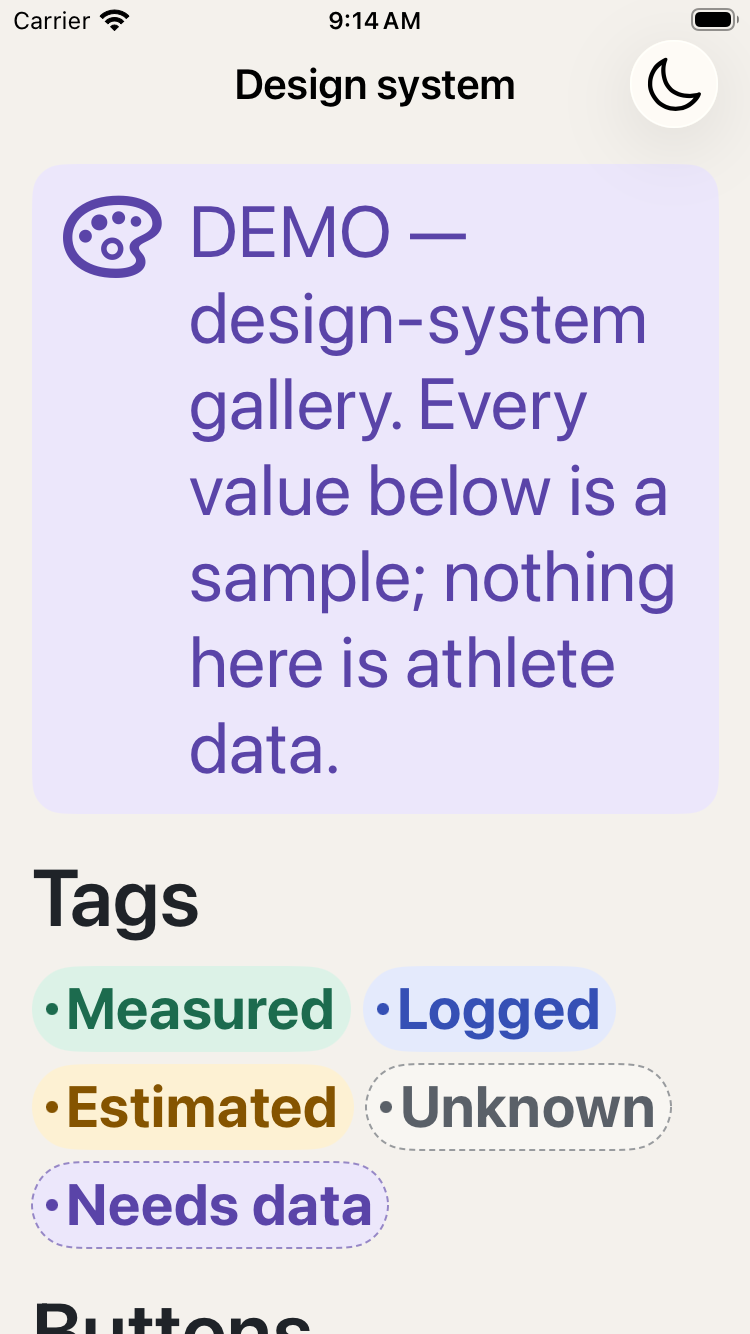 Carrier 9:14 AM
Design system
DEMO —
design-system
gallery. Every
value below is a
sample; nothing
here is athlete
data.
Tags
Measured
Logged
Estimated
Unknown
Needs data
Buttons